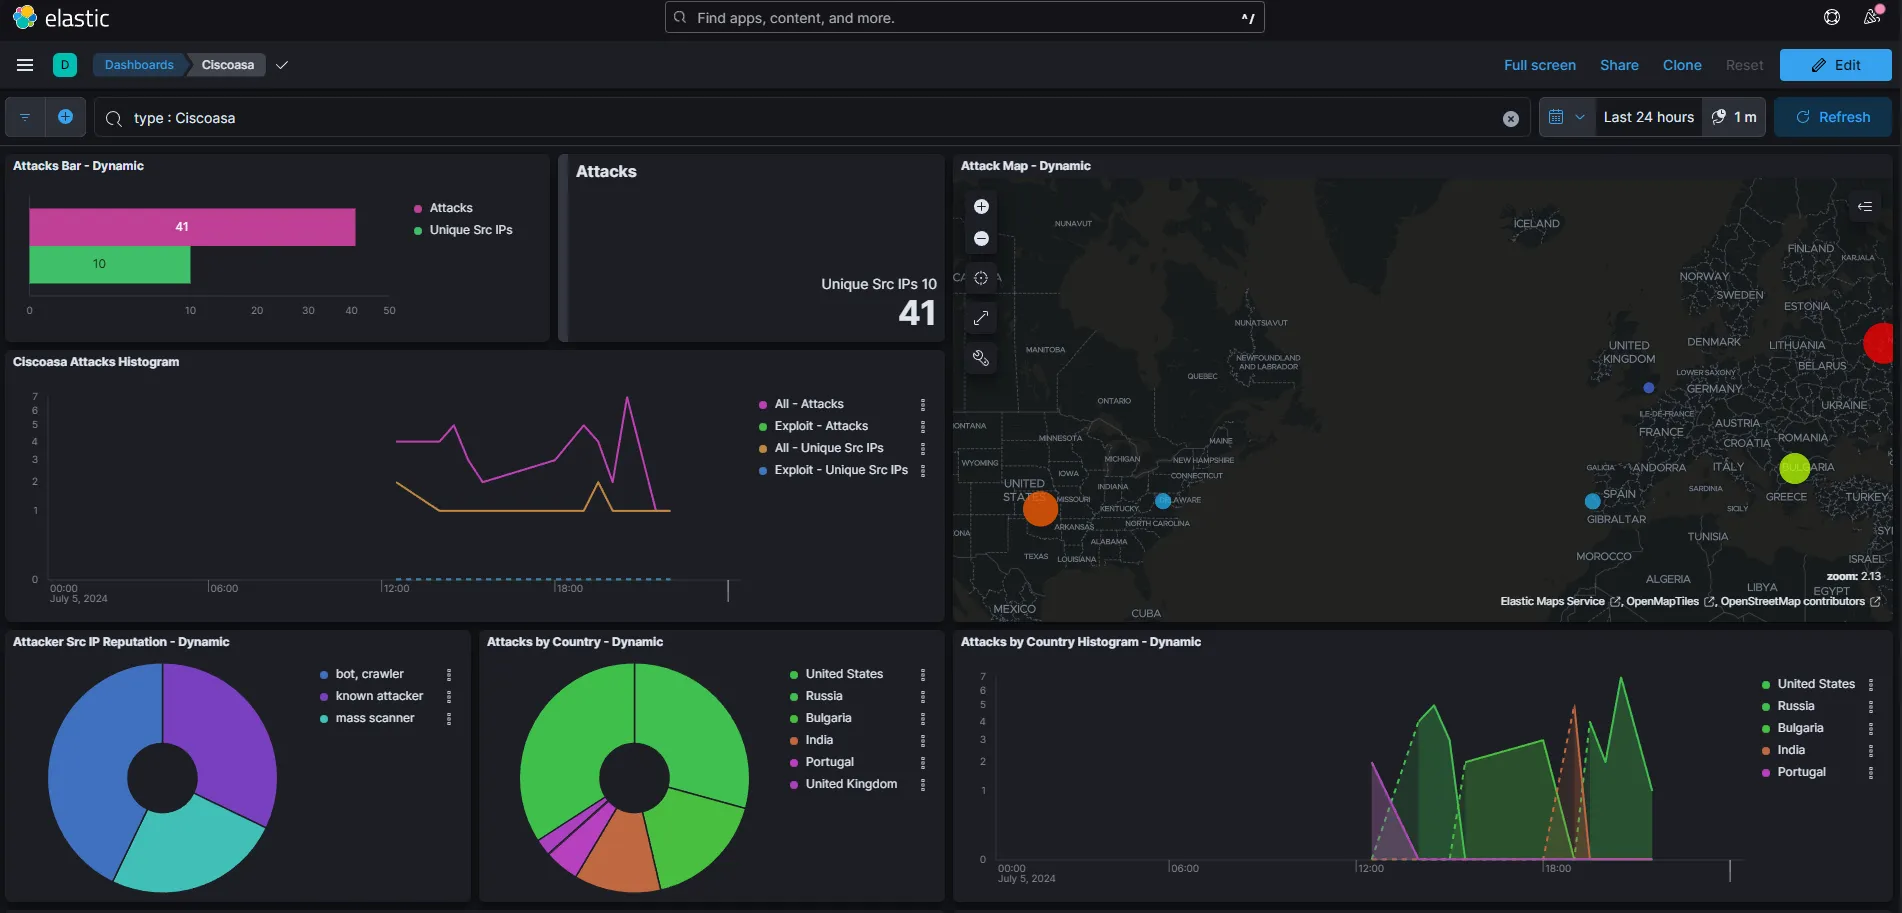 elastic
Find apps, content, and more.
^/
D
Dashboards
Ciscoasa
Full screen
Share
Clone
Reset
Edit
type : Ciscoasa
Last 24 hours
1 m
Refresh
Attacks Bar - Dynamic
41
10
Attacks
Unique Src IPs
0 10 20 30 40 50
Attacks
Unique Src IPs 10
41
Attack Map - Dynamic
NUNAVUT
ICELAND
FINLAND
KARJALA
NORWAY
SWEDEN
ESTONIA
NUNATSIAVUT
MANITOBA
NEWFOUNDLAND
AND LABRADOR
QUEBEC
ONTARIO
UNITED
KINGDOM
DENMARK
LITHUANIA
BELARUS
LOWER SAXONY
GERMANY
UKRAINE
ILE-DE-FRANCE
FRANCE
AUSTRIA
CROATIA
ROMANIA
ONTANA
MINNESOTA
MAINE
WYOMING
MICHIGAN
NEW HAMPSHIRE
IOWA
CONNECTICUT
UNITED
STATES
INDIANA
MISSOURI
DELAWARE
KENTUCKY
ARKANSAS
NORTH CAROLINA
ONA
ALABAMA
TEXAS
LOUISIANA
MEXICO
CUBA
GALICIA
ANDORRA
ITALY
BULGARIA
SPAIN
SARDINIA
GREECE
TURKEY
GIBRALTAR
SICILY
TUNISIA
SY
MOROCCO
ISRAEL
ALGERIA
LIBYA
EGYPT
zoom: 2.13
Elastic Maps Service , OpenMapTiles , OpenStreetMap contributors
Ciscoasa Attacks Histogram
7
6
5
4
3
2
1
0
00:00
July 5, 2024
06:00
12:00
18:00
All - Attacks
Exploit - Attacks
All - Unique Src IPs
Exploit - Unique Src IPs
Attacker Src IP Reputation - Dynamic
bot, crawler
known attacker
mass scanner
Attacks by Country - Dynamic
United States
Russia
Bulgaria
India
Portugal
United Kingdom
Attacks by Country Histogram - Dynamic
7
6
5
4
3
2
1
0
00:00
July 5, 2024
06:00
12:00
18:00
United States
Russia
Bulgaria
India
Portugal